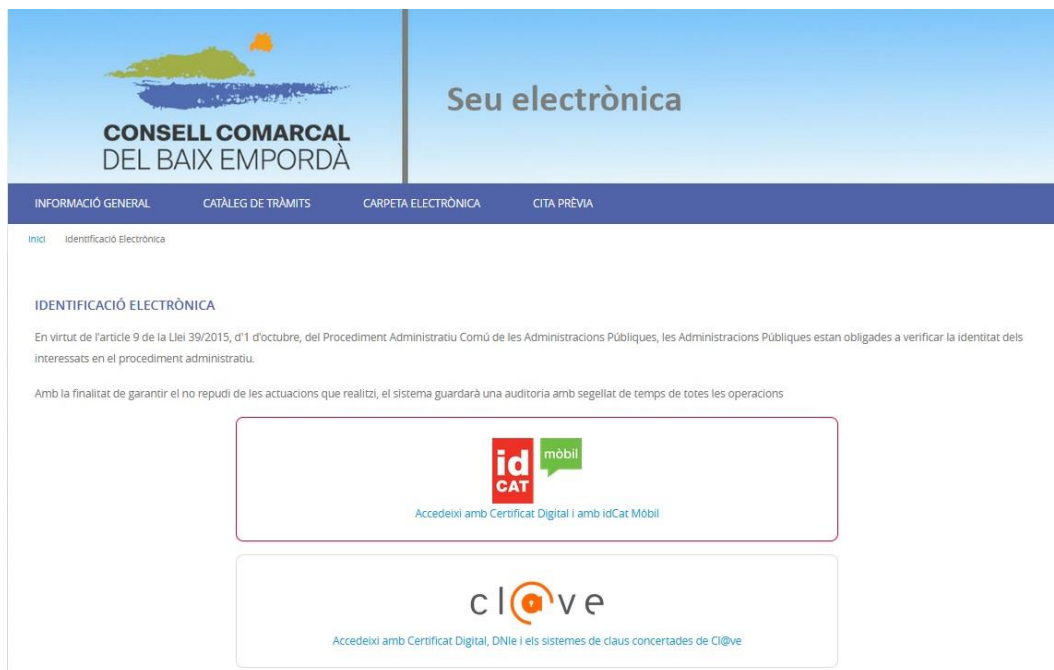 CONSELL COMARCAL
DEL BAIX EMPORDÀ
Seu electrònica
INFORMACIÓ GENERAL CATÀLEG DE TRÀMITS CARPETA ELECTRÒNICA CITA PRÈVIA
Inici Identificació Electrònica
IDENTIFICACIÓ ELECTRÒNICA
En virtut de l'article 9 de la Llei 39/2015, d'1 d'octubre, del Procediment Administratiu Comú de les Administracions Públiques, les Administracions Públiques estan obligades a verificar la identitat dels
interessats en el procediment administratiu.
Amb la finalitat de garantir el no repudi de les actuacions que realitzi, el sistema guardarà una auditoria amb segellat de temps de totes les operacions
id
CAT
mòbil
Accedeixi amb Certificat Digital i amb idCat Mòbil
cl@ve
Accedeixi amb Certificat Digital, DNIe i els sistemes de claus concertades de Cl@ve